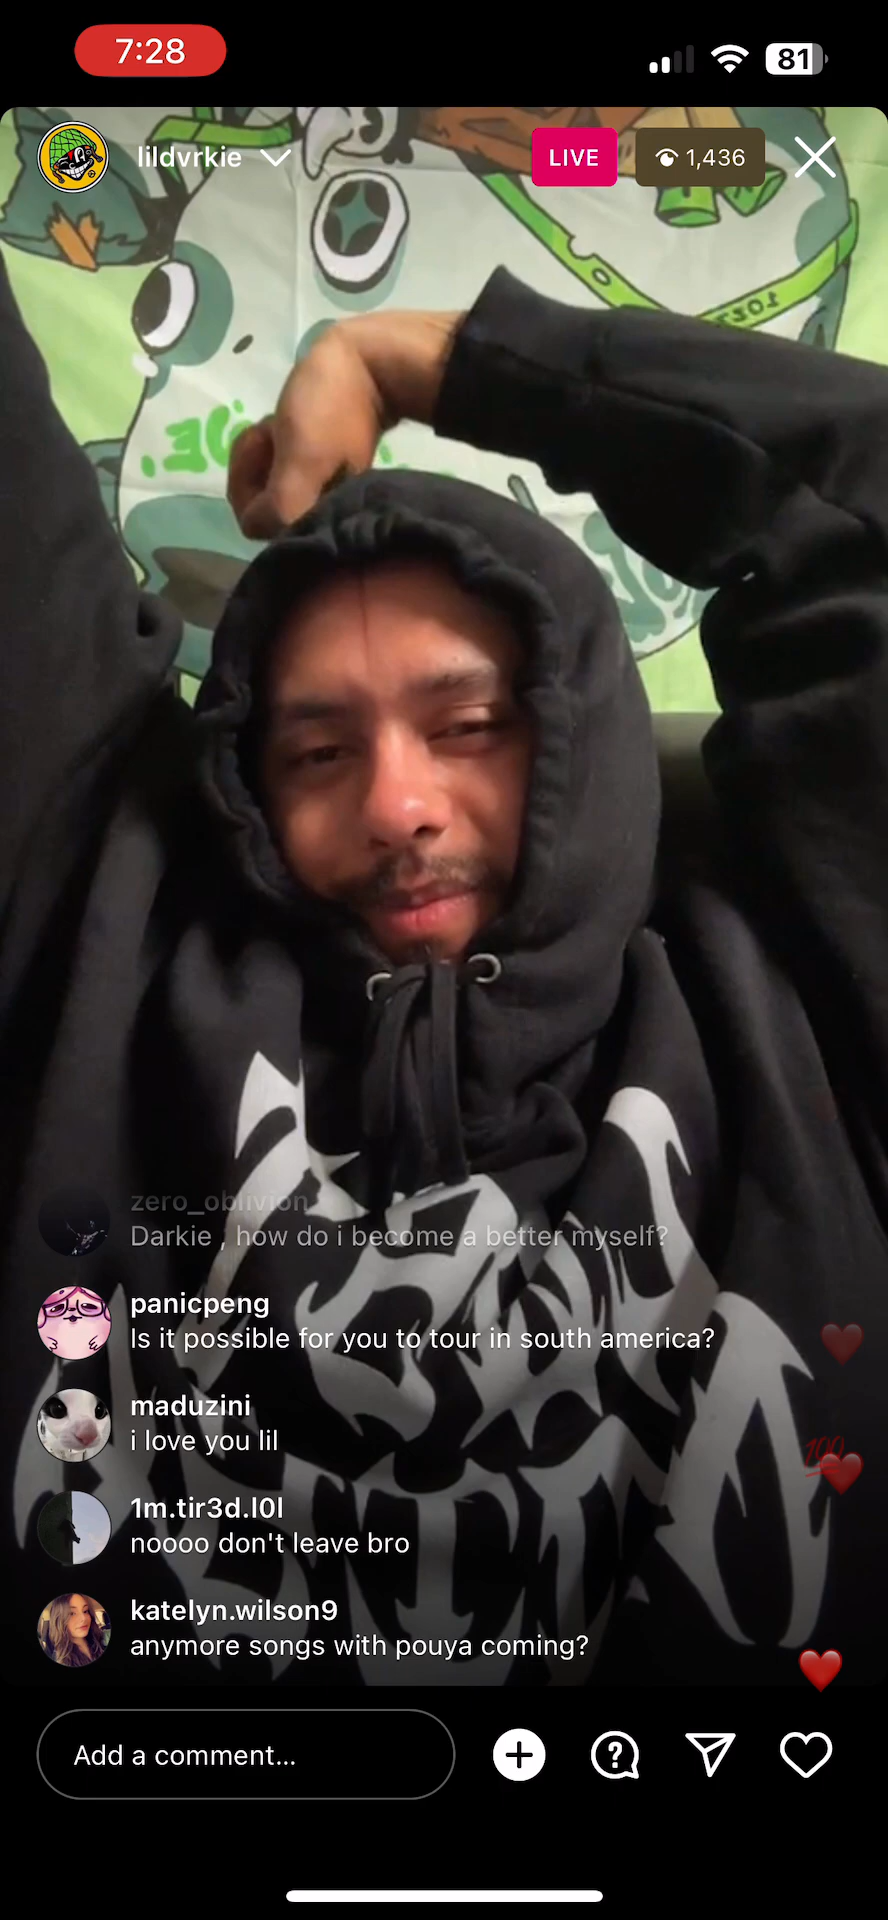 7:28
81
lildvrkie
LIVE
1,436
zero_oblivion
Darkie , how do i become a better myself?
panicpeng
Is it possible for you to tour in south america?
maduzini
i love you lil
1m.tir3d.l0l
noooo don't leave bro
katelyn.wilson9
anymore songs with pouya coming?
100
Add a comment...